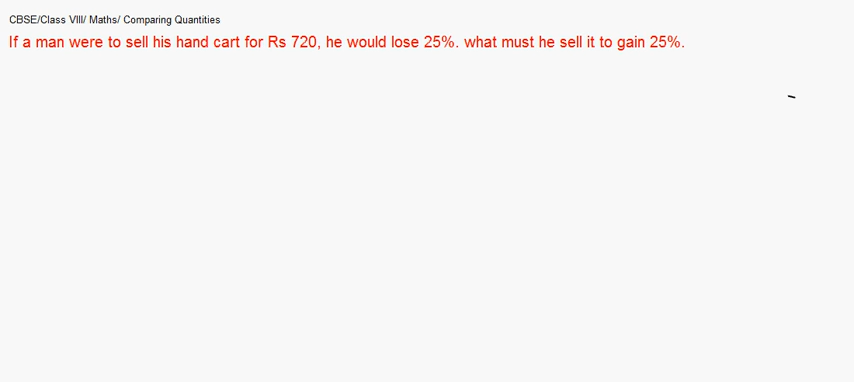 CBSE/Class VIII/ Maths/ Comparing Quantities
If a man were to sell his hand cart for Rs 720, he would lose 25%. what must he sell it to gain 25%.